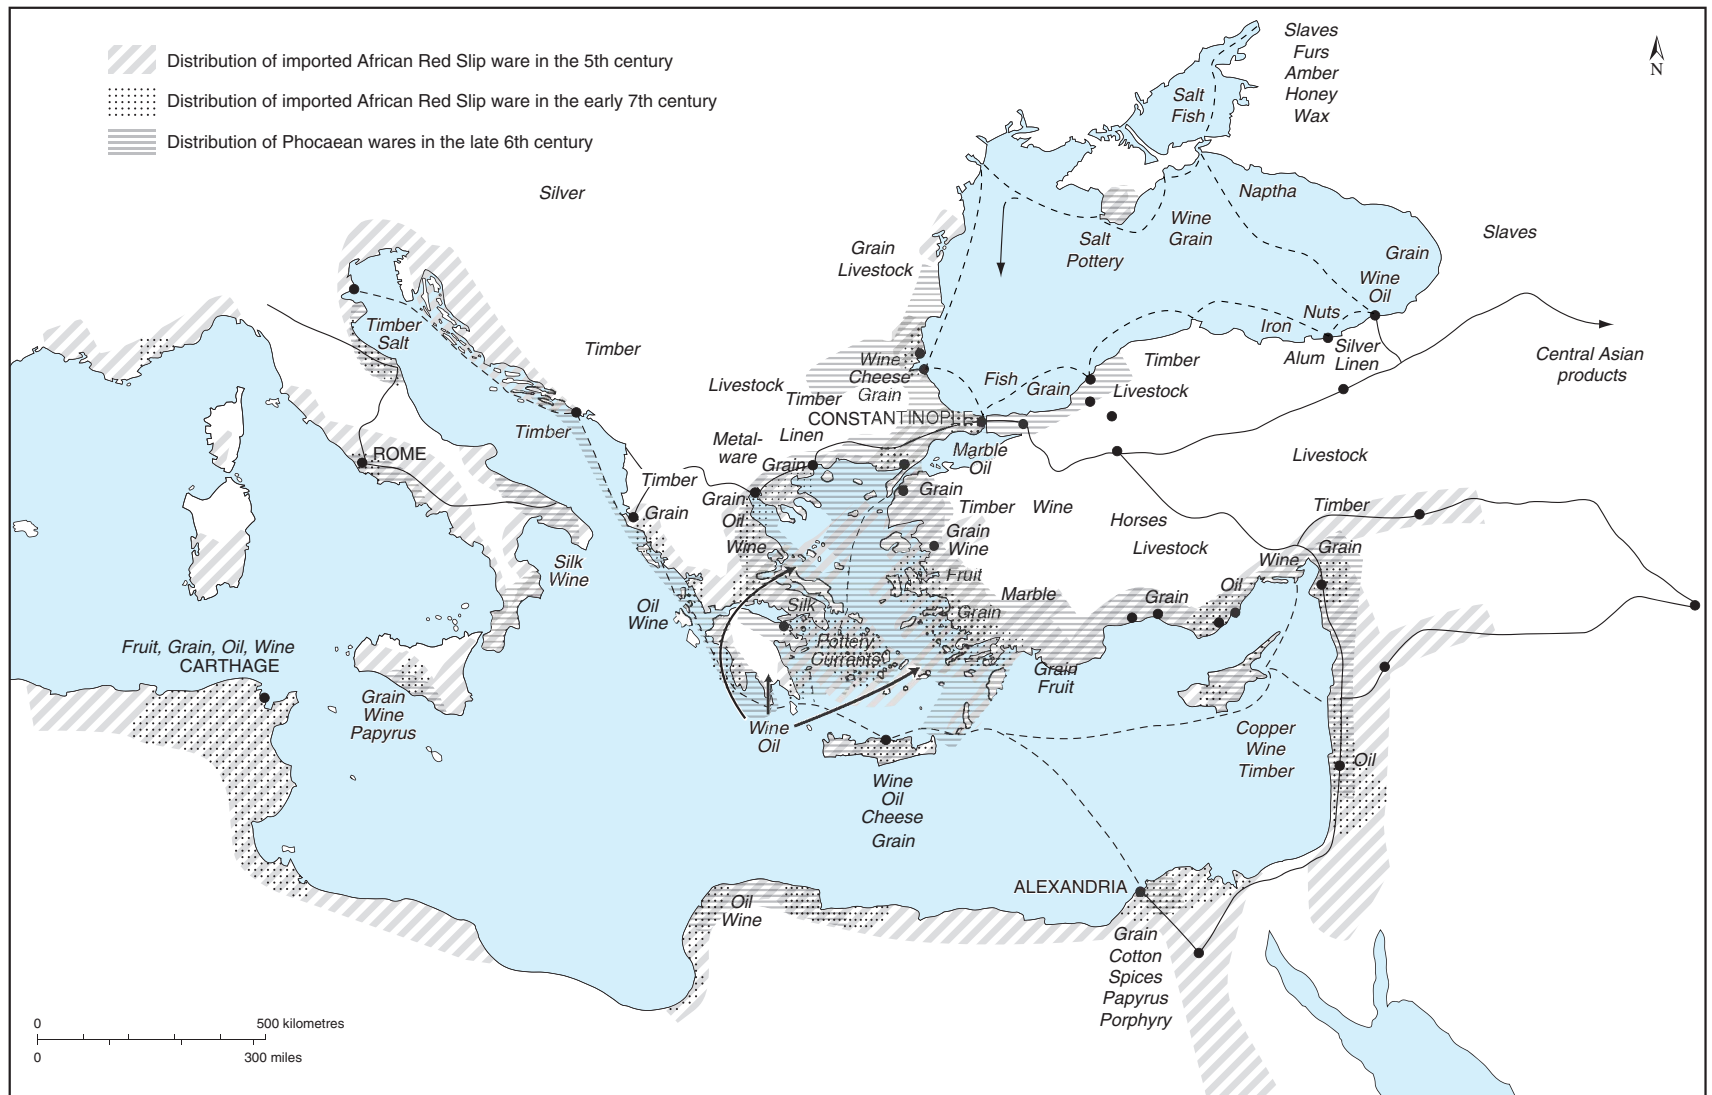 Distribution of imported African Red Slip ware in the 5th century
Distribution of imported African Red Slip ware in the early 7th century
Distribution of Phocaean wares in the late 6th century
Slaves
Furs
Amber
Honey
Wax
N
Salt
Fish
Silver
Naptha
Wine
Grain
Salt
Pottery
Grain
Livestock
Slaves
Grain
Wine
Oil
Nuts
Iron
Alum
Silver
Linen
Central Asian
products
Timber
Salt
Timber
Wine
Cheese
Grain
Fish
Grain
Timber
Livestock
Livestock
Timber
CONSTANTINOPLE
Linen
Metal-
ware
Grain
Marble
Oil
Livestock
Timber
ROME
Timber
Grain
Grain
Oil
Wine
Grain
Timber
Wine
Horses
Livestock
Timber
Grain
Wine
Grain
Wine
Fruit
Marble
Grain
Grain
Oil
Silk
Wine
Oil
Wine
Silk
Pottery
Currants
Grain
Fruit
Fruit, Grain, Oil, Wine
CARTHAGE
Grain
Wine
Papyrus
Wine
Oil
Copper
Wine
Timber
Oil
Wine
Oil
Cheese
Grain
ALEXANDRIA
Oil
Wine
Grain
Cotton
Spices
Papyrus
Porphyry
0
500 kilometres
0
300 miles